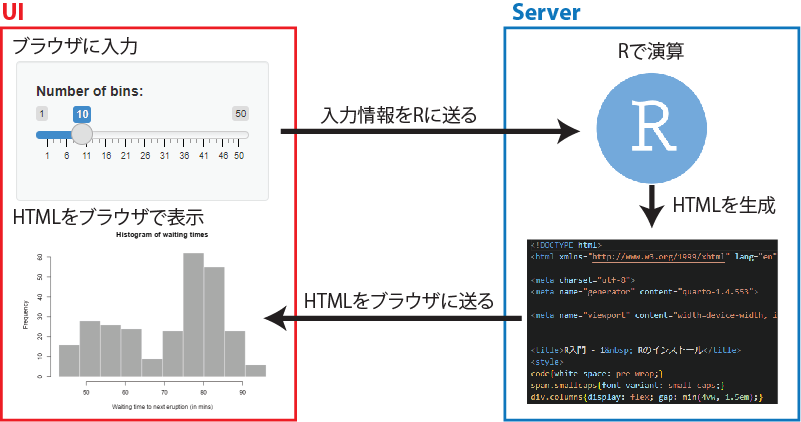 UI
ブラウザに入力
Number of bins:
1
10
50
1 6 11 16 21 26 31 36 41 46 50
HTMLをブラウザで表示
Histogram of waiting times
Frequency
60
50
40
30
20
10
0
50 60 70 80 90
Waiting time to next eruption (in mins)
入力情報をRに送る
HTMLをブラウザに送る
Server
Rで演算
R
HTMLを生成
<!DOCTYPE html>
<html xmlns="http://www.w3.org/1999/xhtml" lang="en"
<meta charset="utf-8">
<meta name="generator" content="quarto-1.4.553">
<meta name="viewport" content="width=device-width, i
<title>R入門 - 1&nbsp; Rのインストール</title>
<style>
code{white-space: pre-wrap;}
span.smallcaps{font-variant: small-caps;}
div.columns{display: flex; gap: min(4vw, 1.5em);}